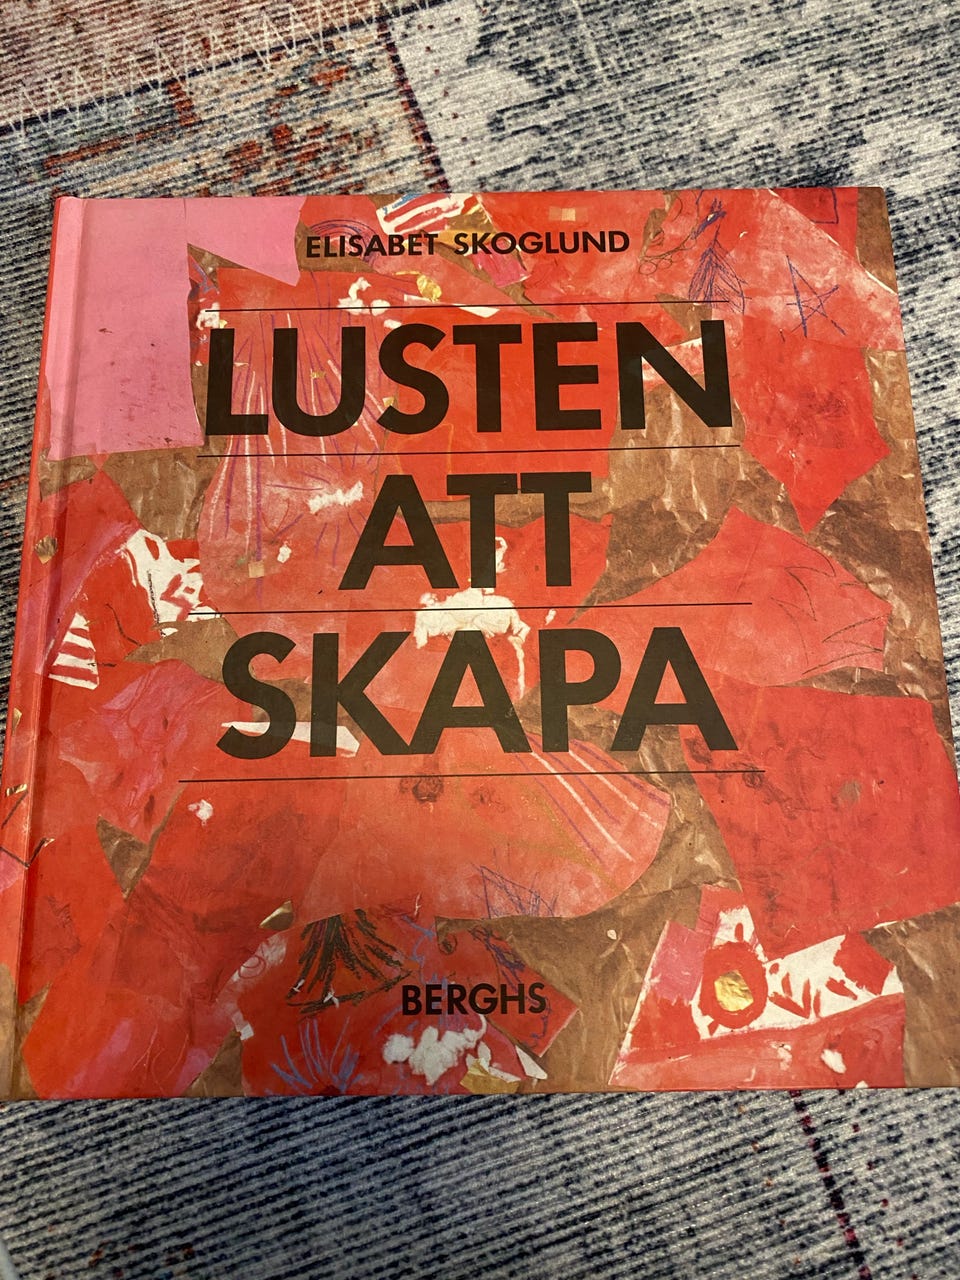 ELISABET SKOGLUND
LUSTEN
ATT
SKAPA
BERGHS